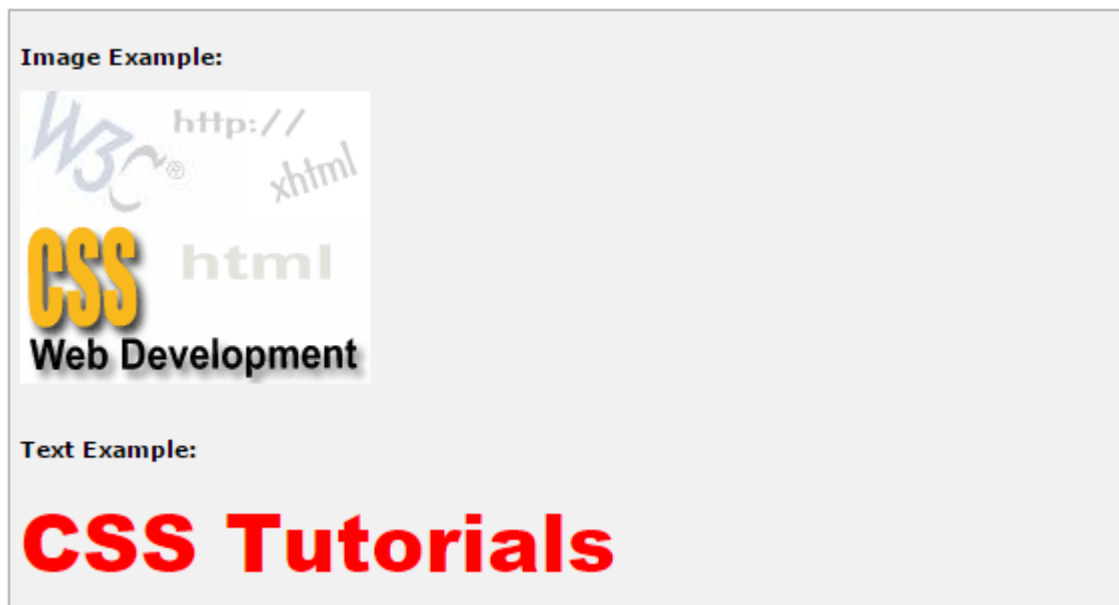 Image Example:
W3C®
http://
xhtml
CSS
html
Web Development
Text Example:
CSS Tutorials